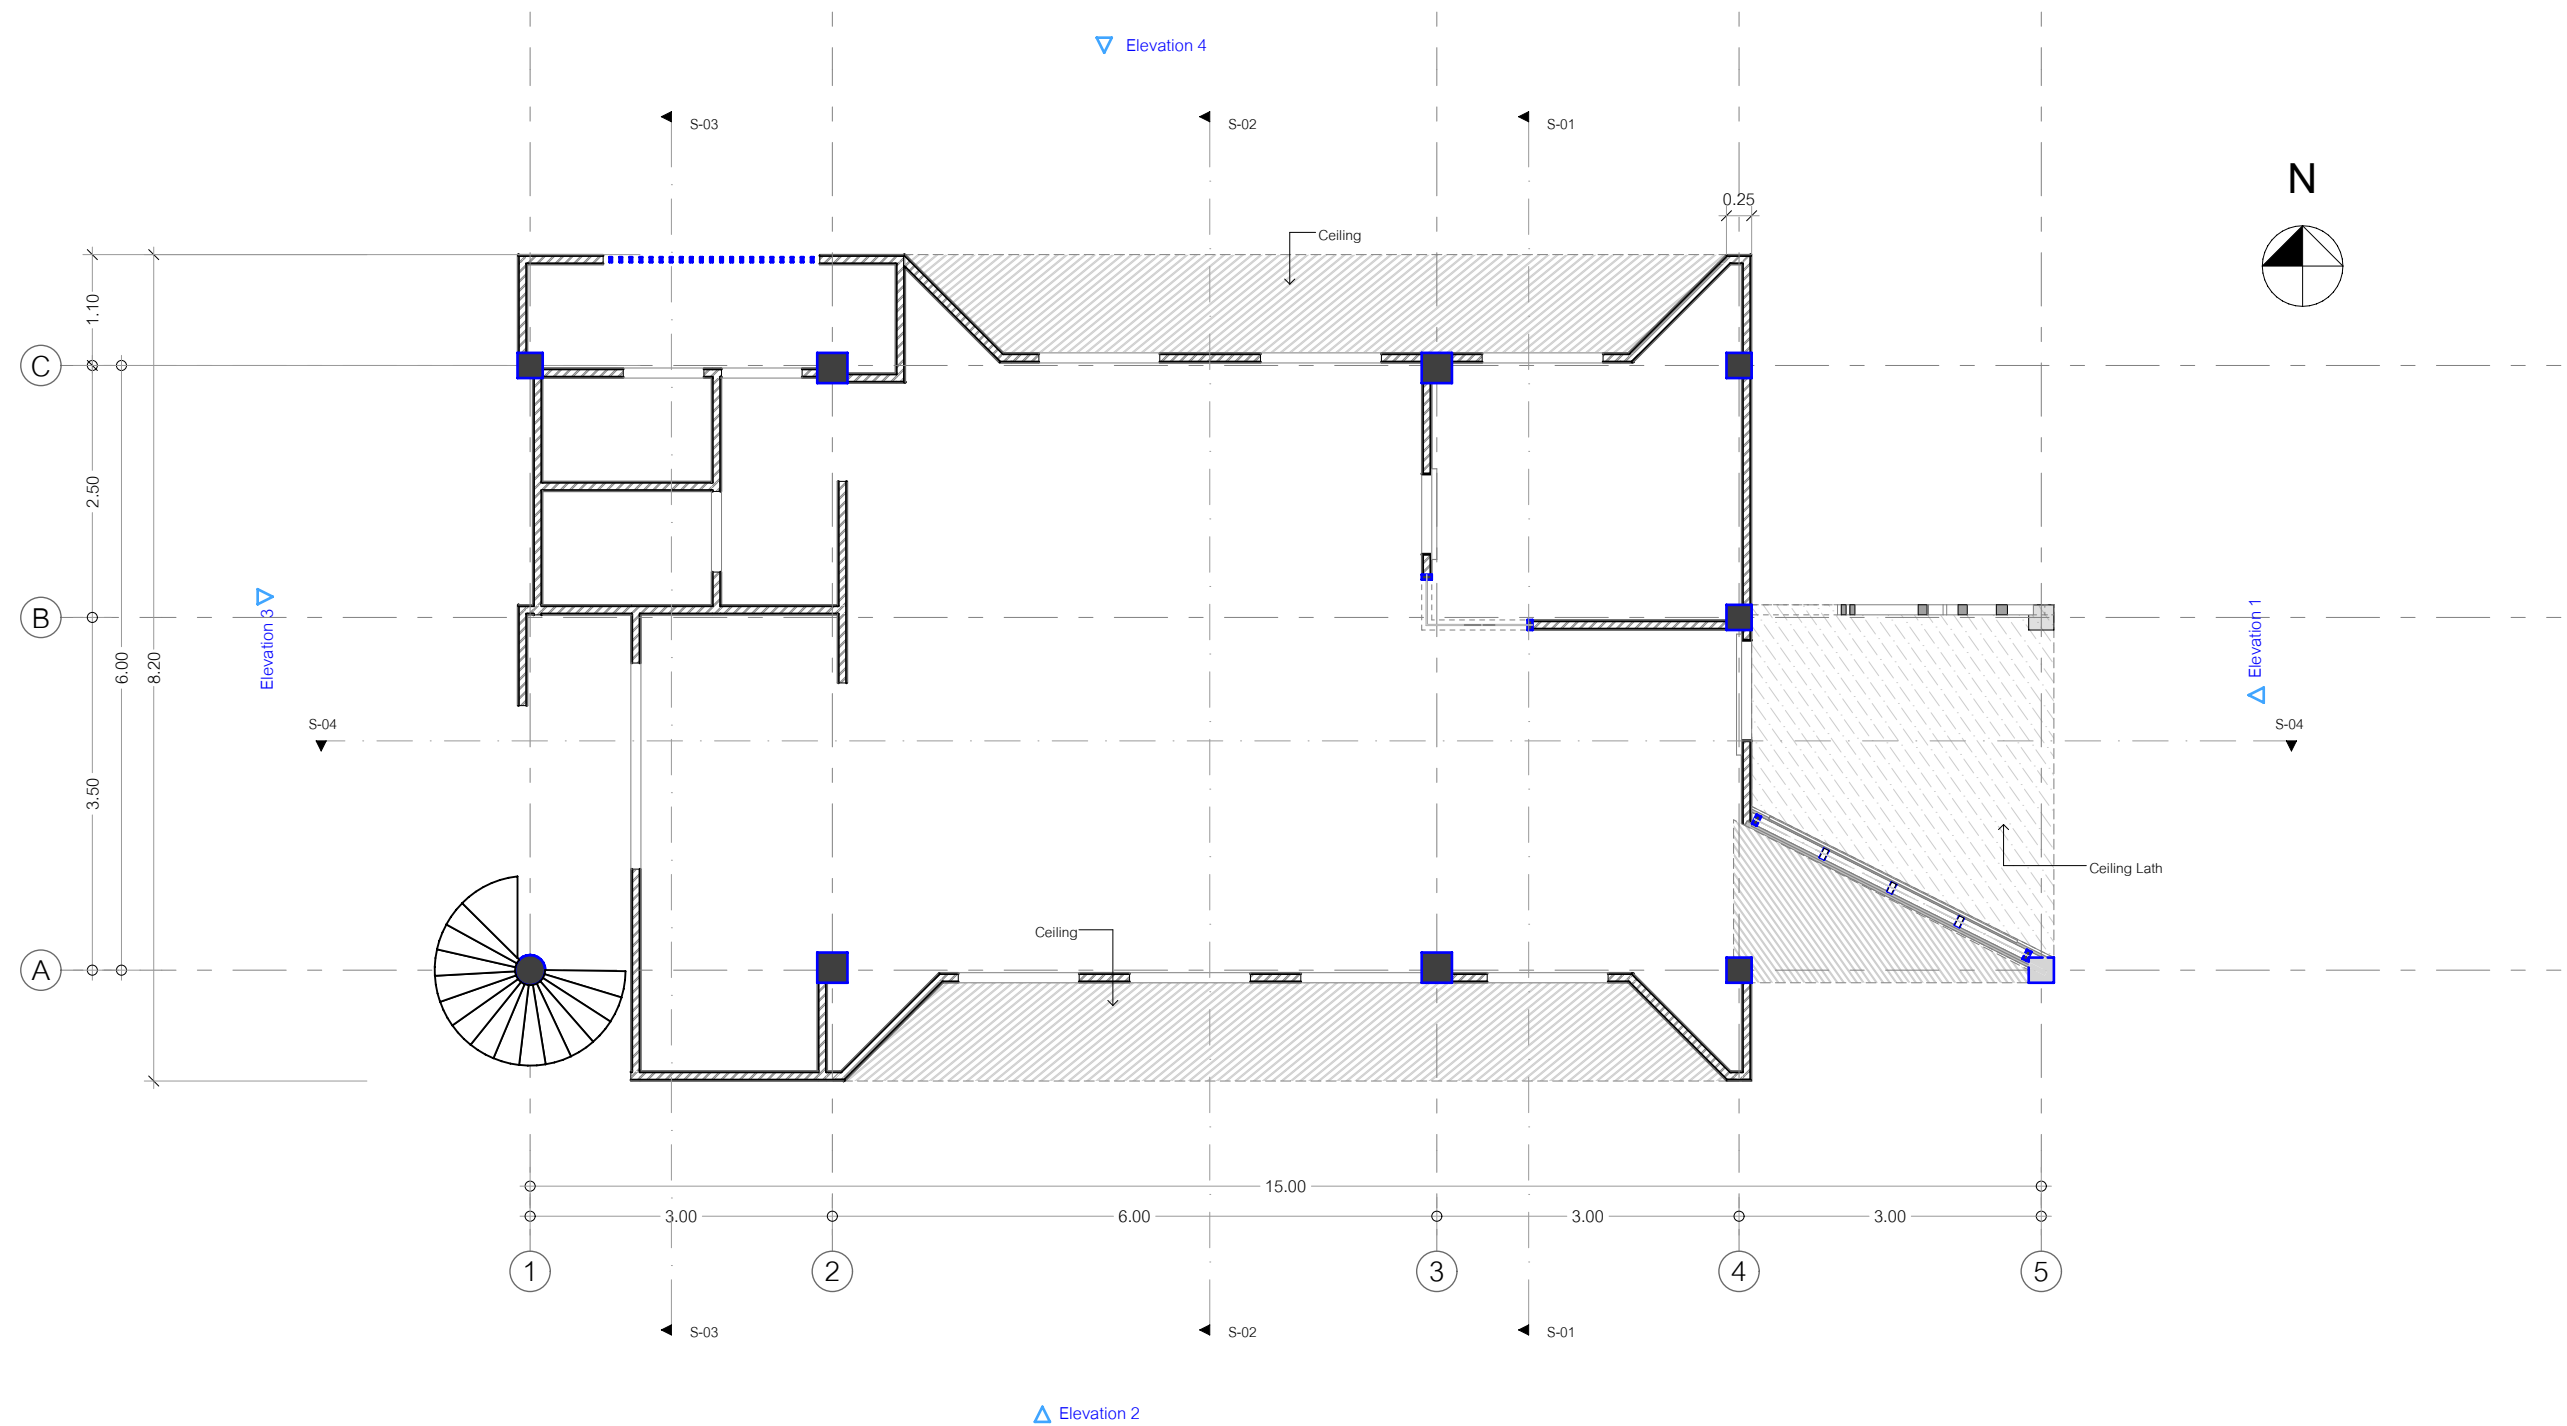 Elevation 4
S-03
S-02
S-01
N
0.25
Ceiling
1.10
C
2.50
B
Elevation 3
Elevation 1
6.00
8.20
S-04
S-04
3.50
Ceiling Lath
Ceiling
A
15.00
3.00
6.00
3.00
3.00
1
2
3
4
5
S-03
S-02
S-01
Elevation 2